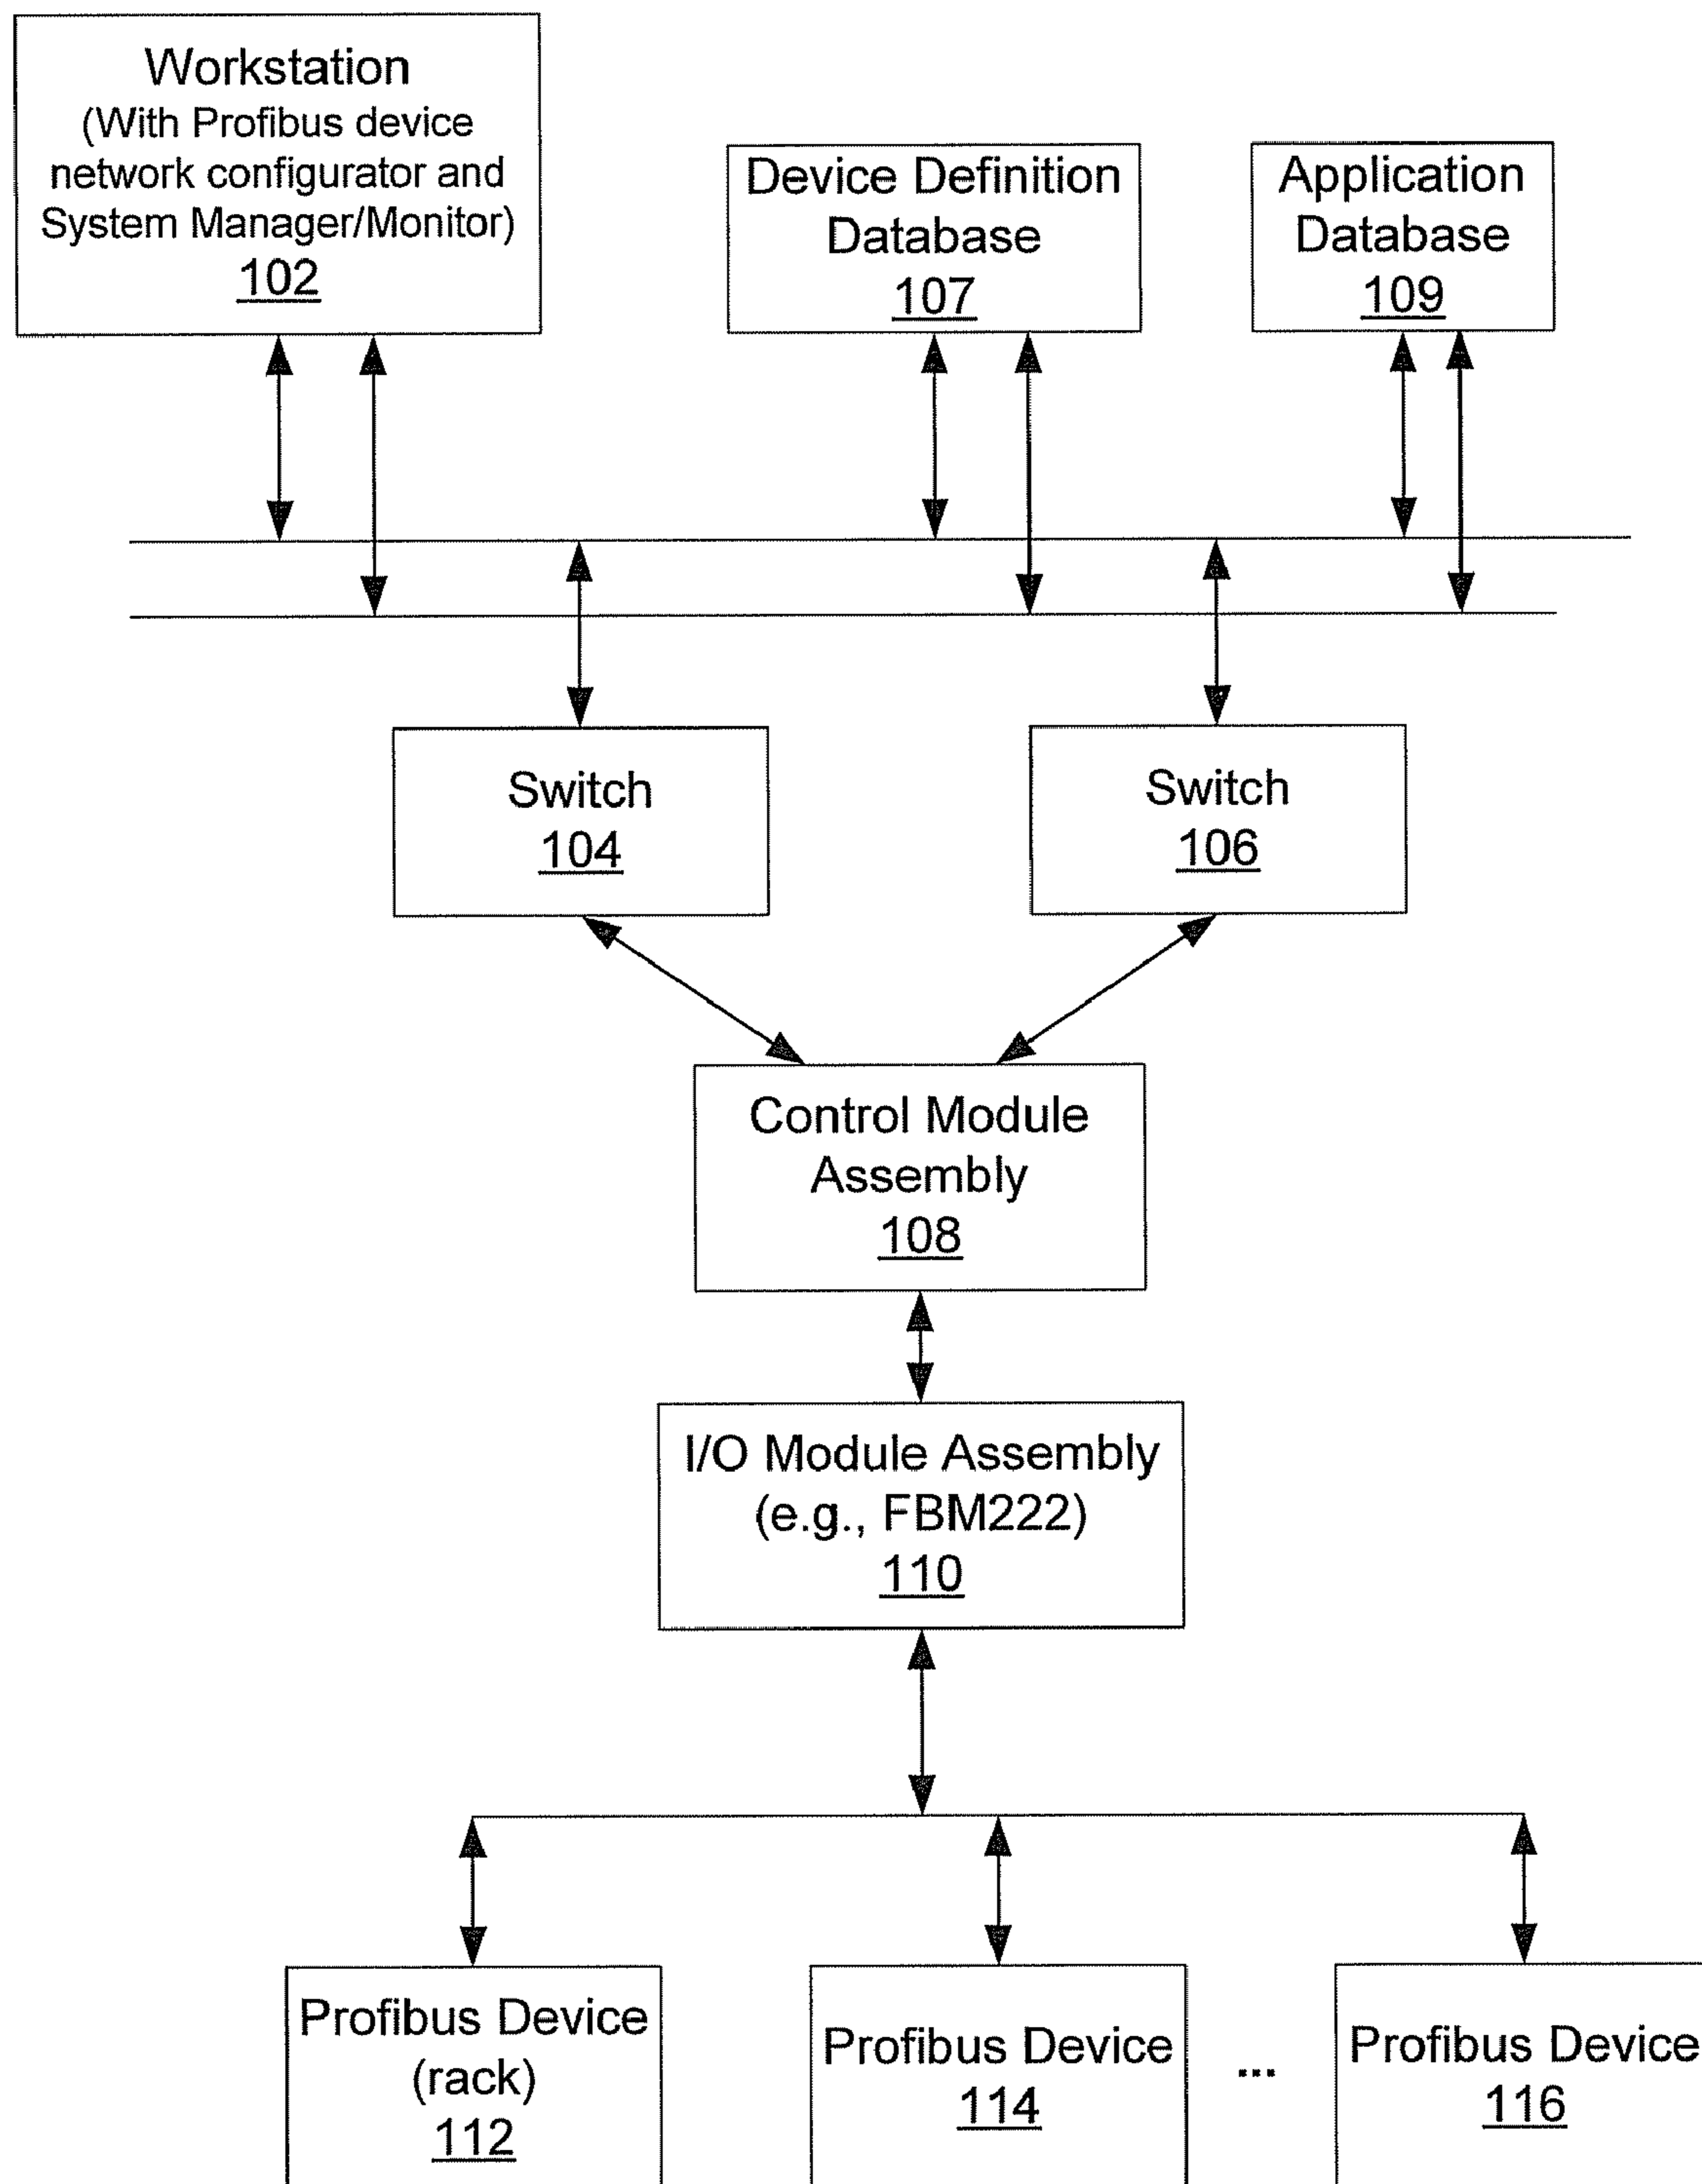 Workstation
(With Profibus device
network configurator and
System Manager/Monitor)
102
Device Definition
Database
107
Application
Database
109
Switch
104
Switch
106
Control Module
Assembly
108
I/O Module Assembly
(e.g., FBM222)
110
Profibus Device
(rack)
112
Profibus Device
114
...
Profibus Device
116